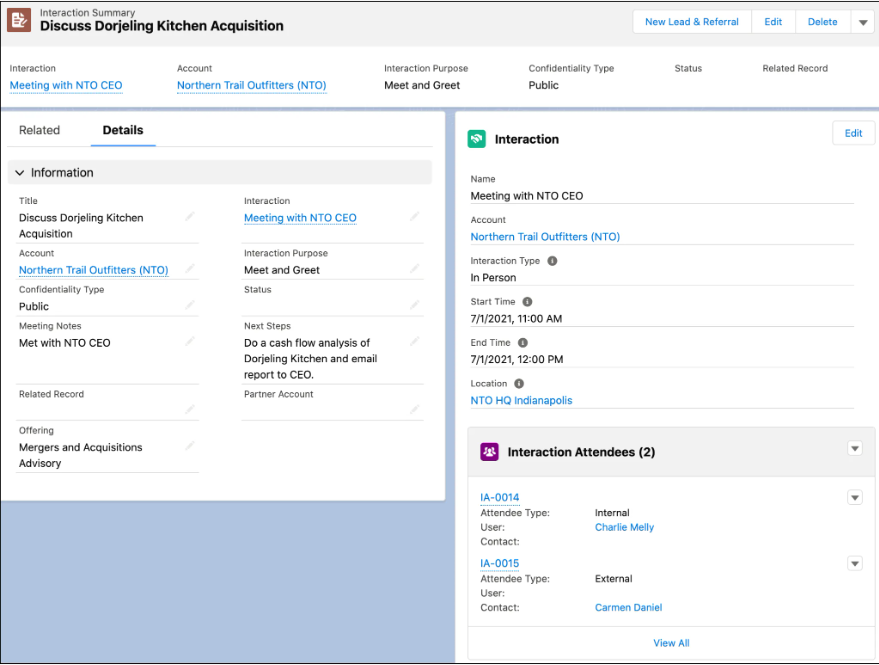 Interaction Summary
Discuss Dorjeling Kitchen Acquisition
New Lead & Referral
Edit
Delete
Interaction
Meeting with NTO CEO
Account
Northern Trail Outfitters (NTO)
Interaction Purpose
Meet and Greet
Confidentiality Type
Public
Status
Related Record
Related
Details
Information
Title
Discuss Dorjeling Kitchen
Acquisition
Interaction
Meeting with NTO CEO
Account
Northern Trail Outfitters (NTO)
Interaction Purpose
Meet and Greet
Confidentiality Type
Public
Status
Meeting Notes
Met with NTO CEO
Next Steps
Do a cash flow analysis of
Dorjeling Kitchen and email
report to CEO.
Related Record
Partner Account
Offering
Mergers and Acquisitions
Advisory
Interaction
Edit
Name
Meeting with NTO CEO
Account
Northern Trail Outfitters (NTO)
Interaction Type
In Person
Start Time
7/1/2021, 11:00 AM
End Time
7/1/2021, 12:00 PM
Location
NTO HQ Indianapolis
Interaction Attendees (2)
IA-0014
Attendee Type: Internal
User: Charlie Melly
Contact:
IA-0015
Attendee Type: External
User:
Contact: Carmen Daniel
View All